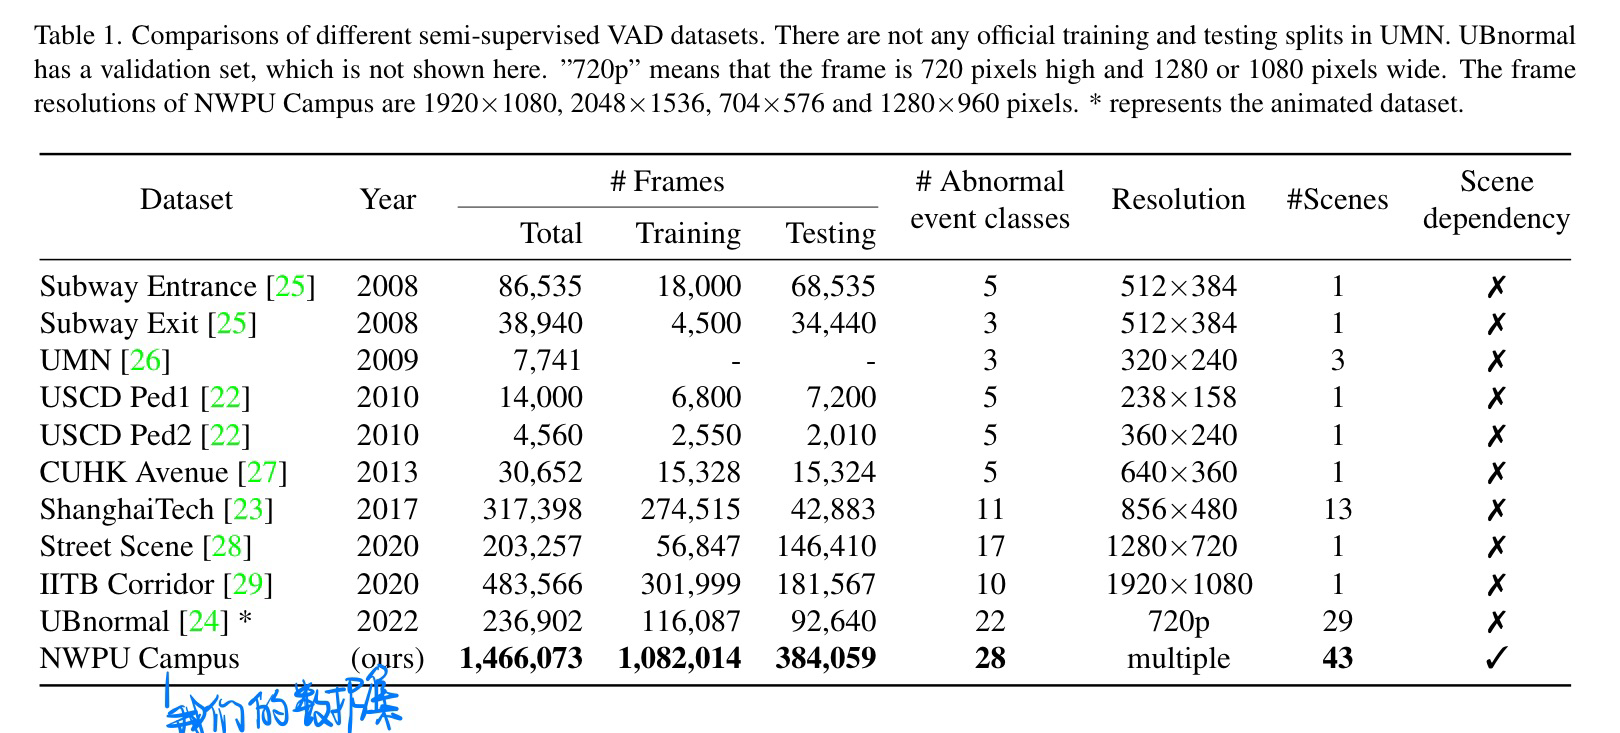 Table 1. Comparisons of different semi-supervised VAD datasets. There are not any official training and testing splits in UMN. UBnormal
has a validation set, which is not shown here. ”720p” means that the frame is 720 pixels high and 1280 or 1080 pixels wide. The frame
resolutions of NWPU Campus are 1920×1080, 2048×1536, 704×576 and 1280×960 pixels. * represents the animated dataset.
Dataset Year # Frames # Abnormal event classes Resolution #Scenes Scene dependency
Total Training Testing
Subway Entrance [25] 2008 86,535 18,000 68,535 5 512×384 1 ✗
Subway Exit [25] 2008 38,940 4,500 34,440 3 512×384 1 ✗
UMN [26] 2009 7,741 - - 3 320×240 3 ✗
USCD Ped1 [22] 2010 14,000 6,800 7,200 5 238×158 1 ✗
USCD Ped2 [22] 2010 4,560 2,550 2,010 5 360×240 1 ✗
CUHK Avenue [27] 2013 30,652 15,328 15,324 5 640×360 1 ✗
ShanghaiTech [23] 2017 317,398 274,515 42,883 11 856×480 13 ✗
Street Scene [28] 2020 203,257 56,847 146,410 17 1280×720 1 ✗
IITB Corridor [29] 2020 483,566 301,999 181,567 10 1920×1080 1 ✗
UBnormal [24] * 2022 236,902 116,087 92,640 22 720p 29 ✗
NWPU Campus (ours) 1,466,073 1,082,014 384,059 28 multiple 43 ✓
我们的数据集